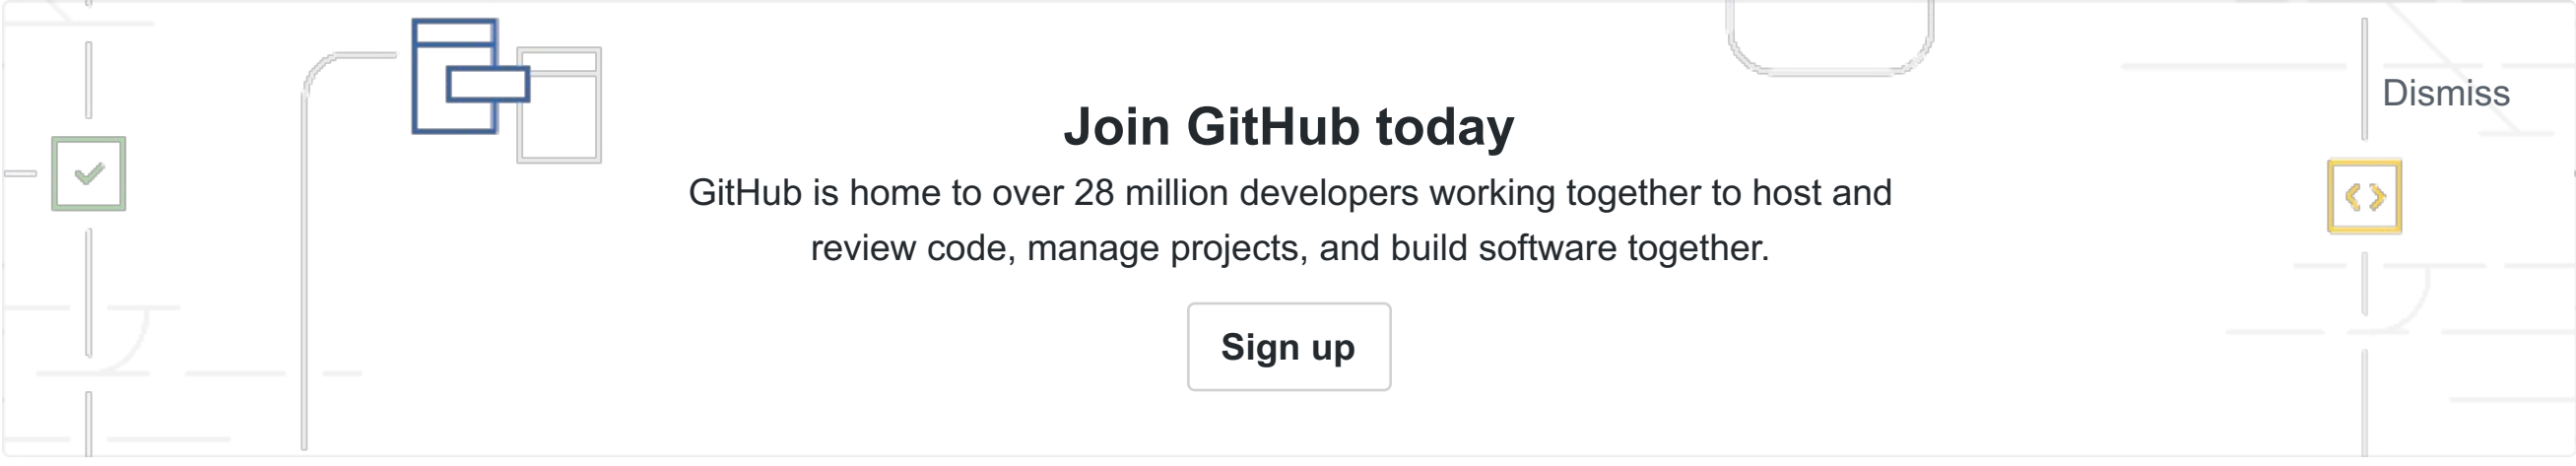 Dismiss
Join GitHub today
GitHub is home to over 28 million developers working together to host and
review code, manage projects, and build software together.
Sign up